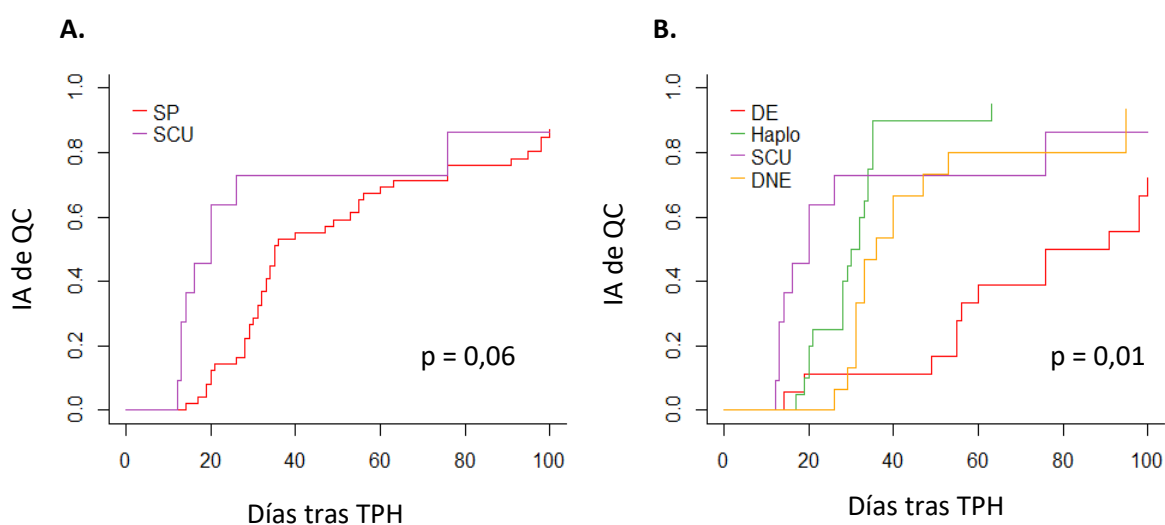 A.
IA de QC
0.0 0.2 0.4 0.6 0.8 1.0
SP
SCU
p = 0,06
0 20 40 60 80 100
Días tras TPH
B.
IA de QC
0.0 0.2 0.4 0.6 0.8 1.0
DE
Haplo
SCU
DNE
p = 0,01
0 20 40 60 80 100
Días tras TPH